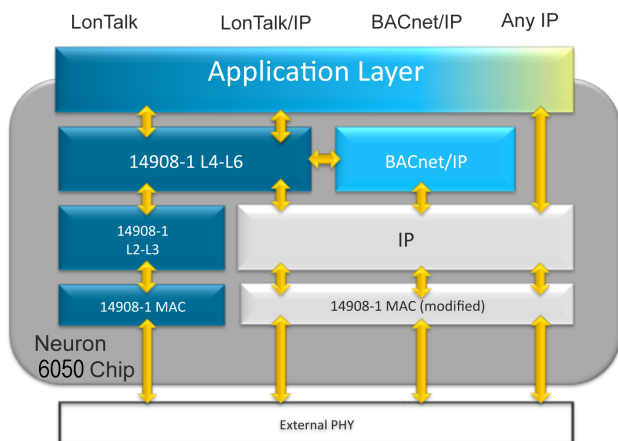 LonTalk LonTalk/IP BACnet/IP Any IP
Application Layer
14908-1 L4-L6 BACnet/IP
14908-1
L2-L3
IP
14908-1 MAC 14908-1 MAC (modified)
Neuron
6050 Chip
External PHY